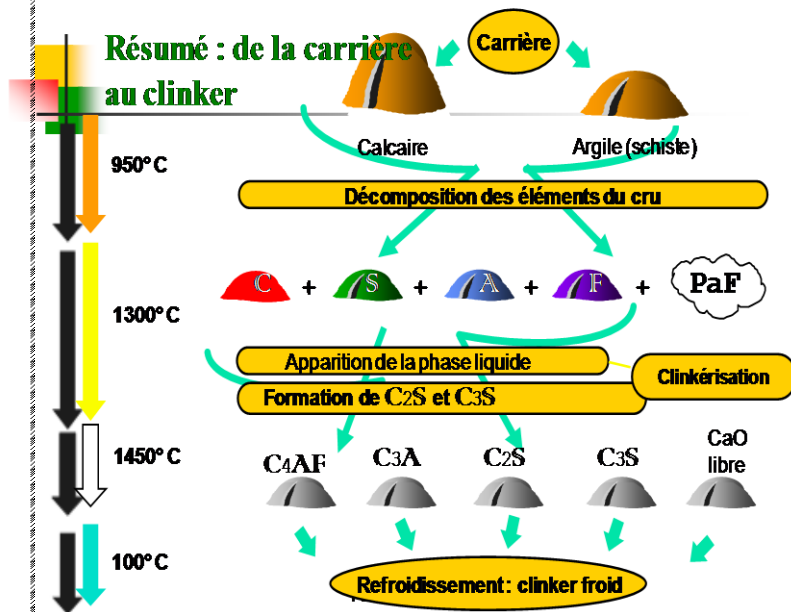 Résumé : de la carrière
au clinker
Carrière
Calcaire
Argile (schiste)
950° C
Décomposition des éléments du cru
C + S + A + F + PaF
1300° C
Apparition de la phase liquide
Clinkérisation
Formation de C2S et C3S
1450° C
C4AF
C3A
C2S
C3S
CaO
libre
100° C
Refroidissement : clinker froid